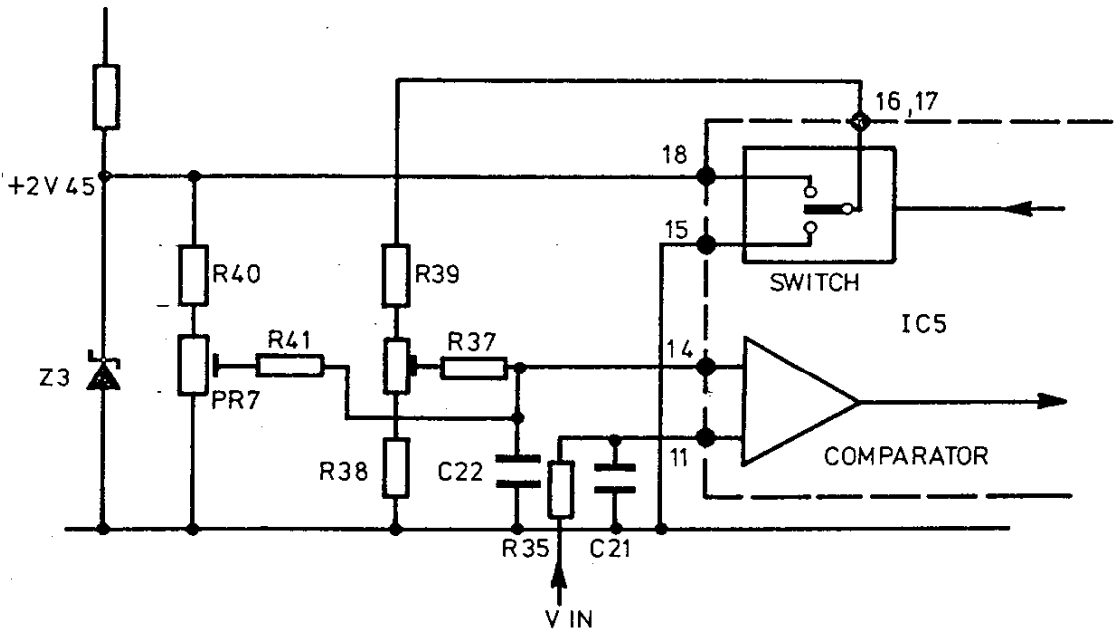 16,17
18
+2V45
15
R40
R39
SWITCH
IC5
R41
R37
14
Z3
PR7
11
R38
C22
COMPARATOR
R35
C21
V IN